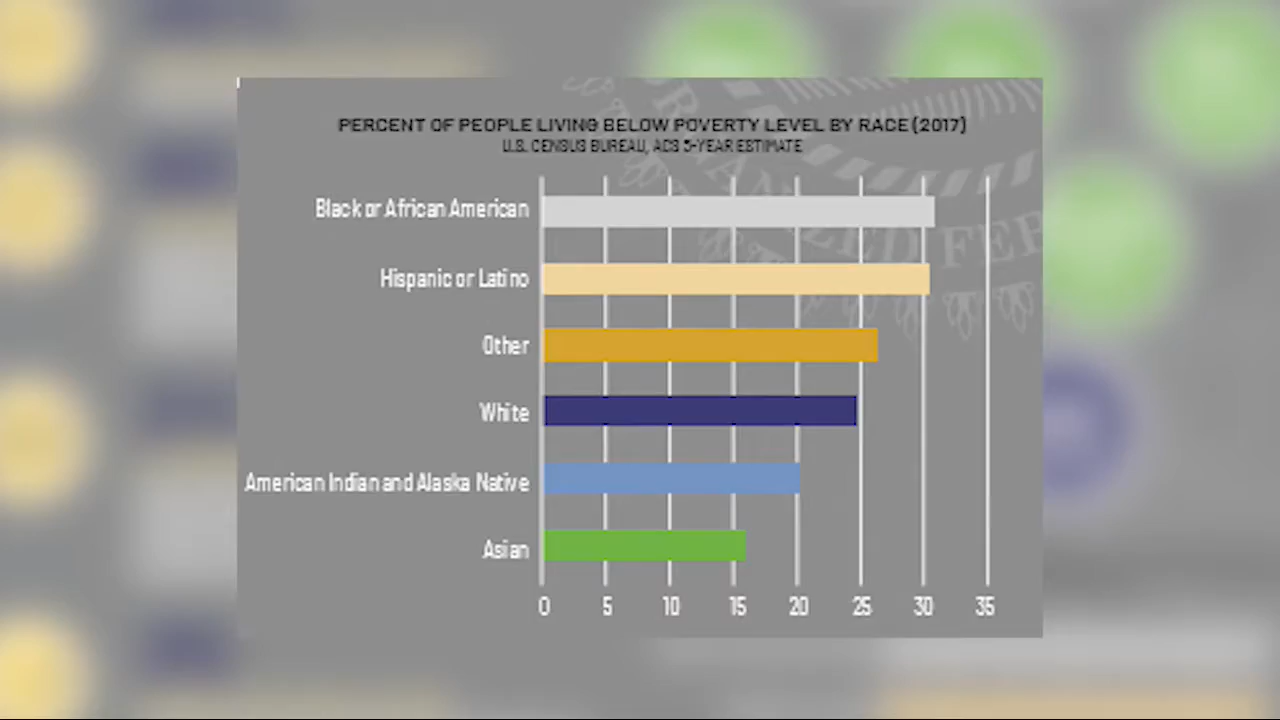 PERCENT OF PEOPLE LIVING BELOW POVERTY LEVEL BY RACE (2017)
U.S. CENSUS BUREAU, ACS 5-YEAR ESTIMATE
Black or African American
Hispanic or Latino
Other
White
American Indian and Alaska Native
Asian
0 5 10 15 20 25 30 35